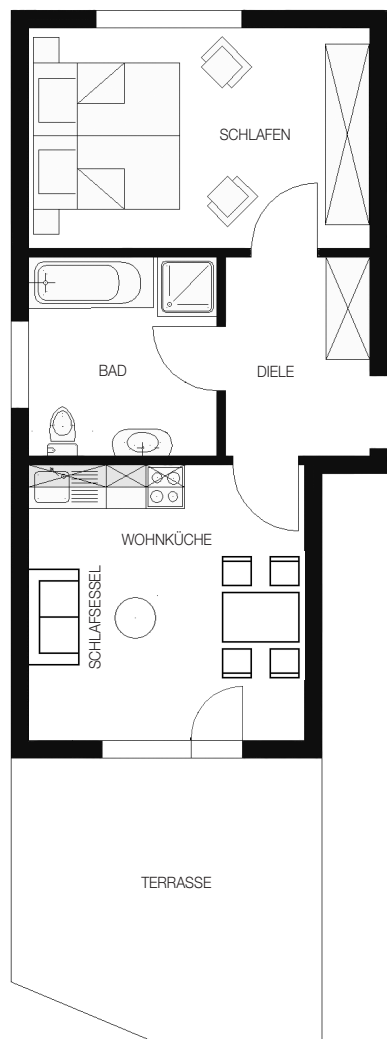 SCHLAFEN
BAD
DIELE
WOHNKÜCHE
SCHLAFSESSEL
TERRASSE